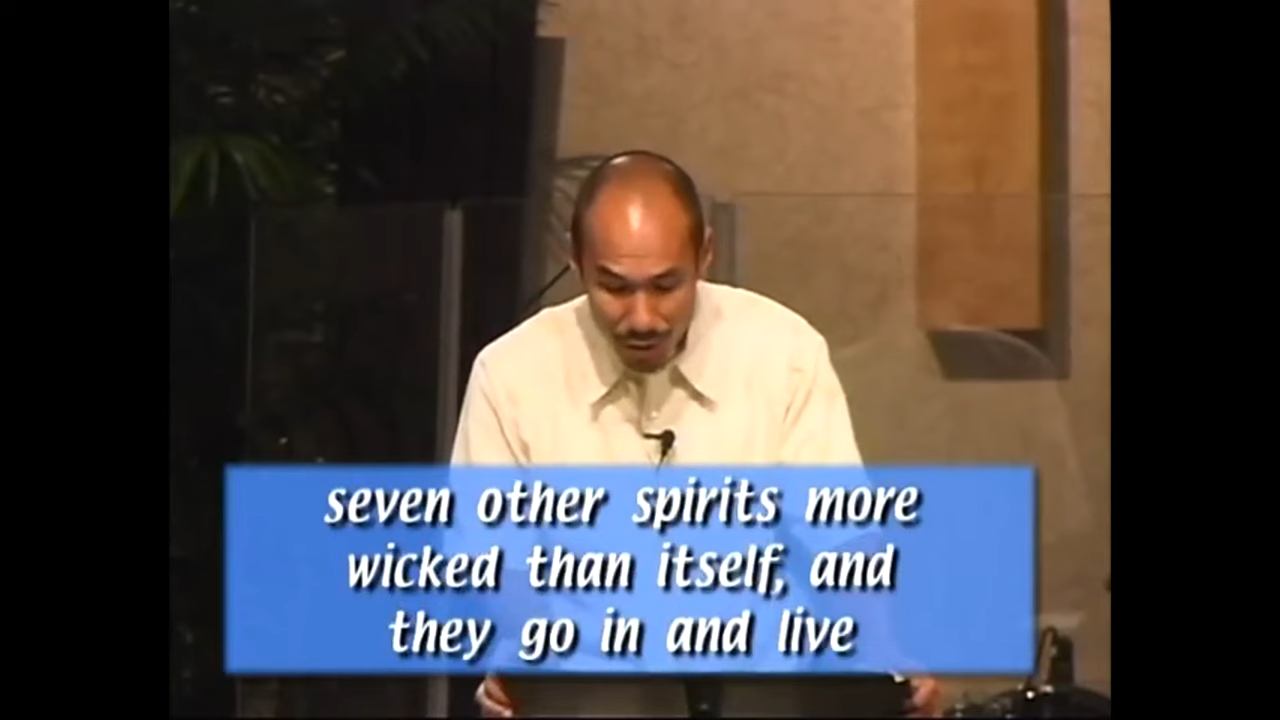 seven other spirits more
wicked than itself, and
they go in and live